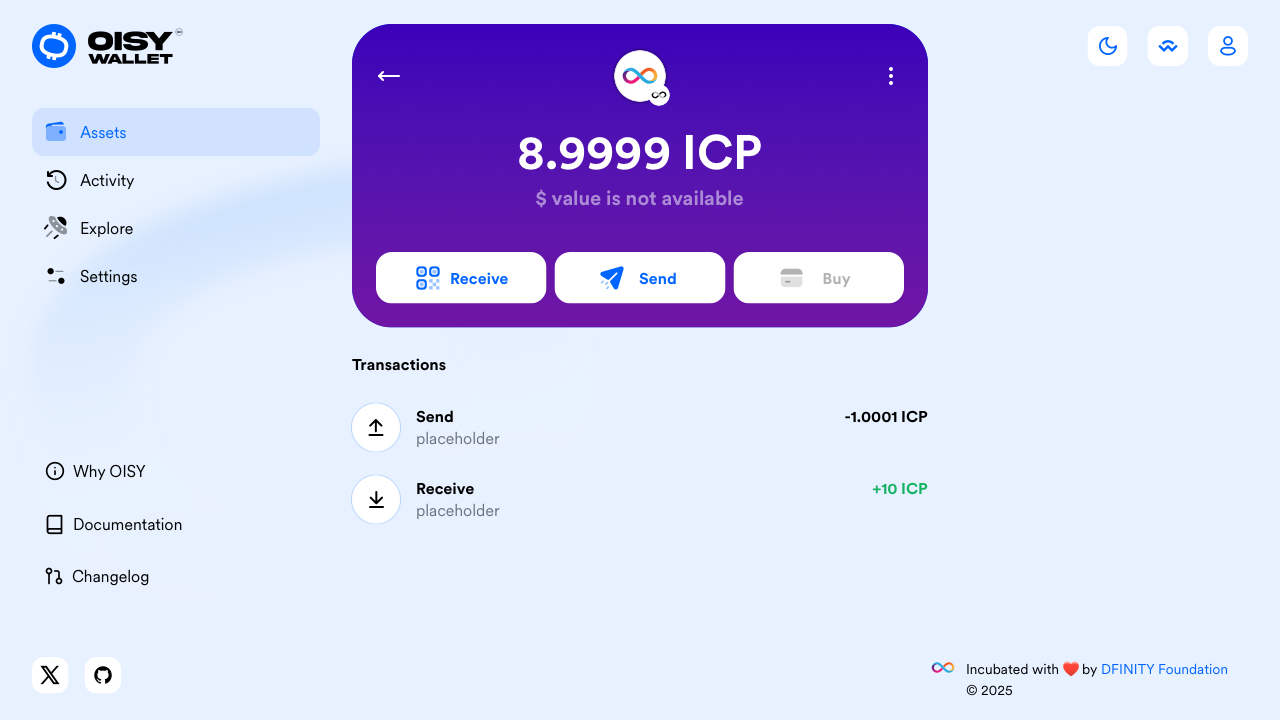 OISY
WALLET
Assets
Activity
Explore
Settings
Why OISY
Documentation
Changelog
8.9999 ICP
$ value is not available
Receive
Send
Buy
Transactions
Send
-1.0001 ICP
placeholder
Receive
+10 ICP
placeholder
Incubated with ❤️ by DFINITY Foundation
© 2025